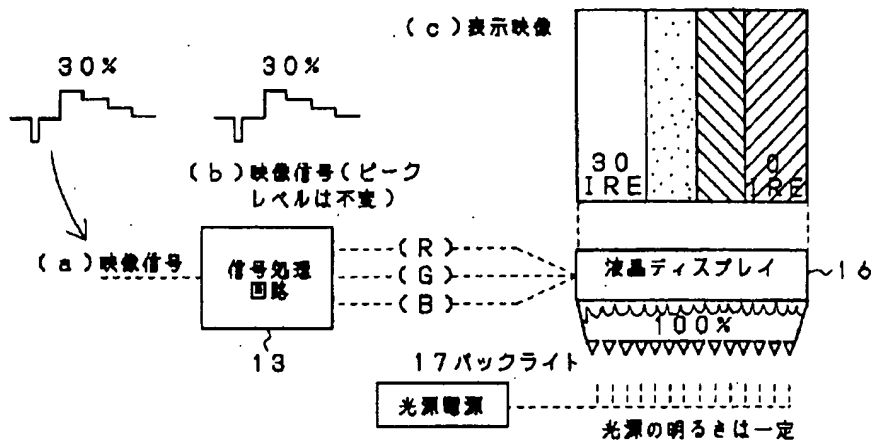 (c)表示映像
30%
30%
(b)映像信号(ピーク
レベルは不変)
30
IRE
0
IRE
(a)映像信号
信号処理
回路
13
(R)
(G)
(B)
液晶ディスプレイ
16
100%
17バックライト
光源電源
光源の明るさは一定